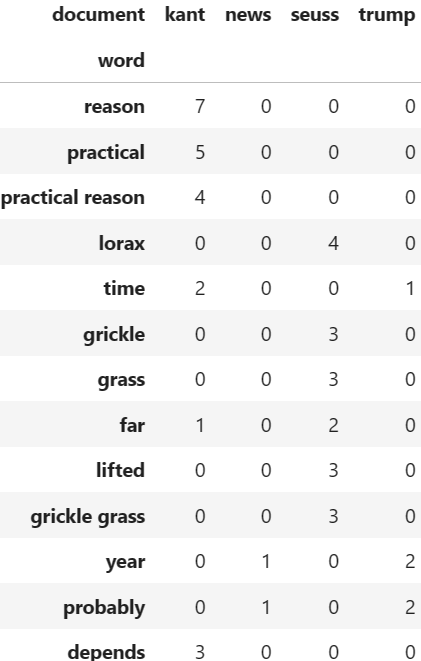 document kant news seuss trump
word
reason 7 0 0 0
practical 5 0 0 0
practical reason 4 0 0 0
lorax 0 0 4 0
time 2 0 0 1
grickle 0 0 3 0
grass 0 0 3 0
far 1 0 2 0
lifted 0 0 3 0
grickle grass 0 0 3 0
year 0 1 0 2
probably 0 1 0 2
depends 3 0 0 0